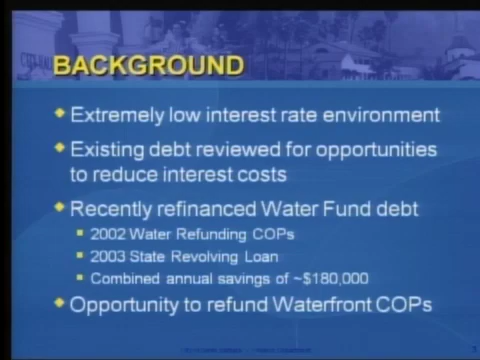 BACKGROUND
Extremely low interest rate environment
Existing debt reviewed for opportunities
to reduce interest costs
Recently refinanced Water Fund debt
2002 Water Refunding COPs
2003 State Revolving Loan
Combined annual savings of ~$180,000
Opportunity to refund Waterfront COPs